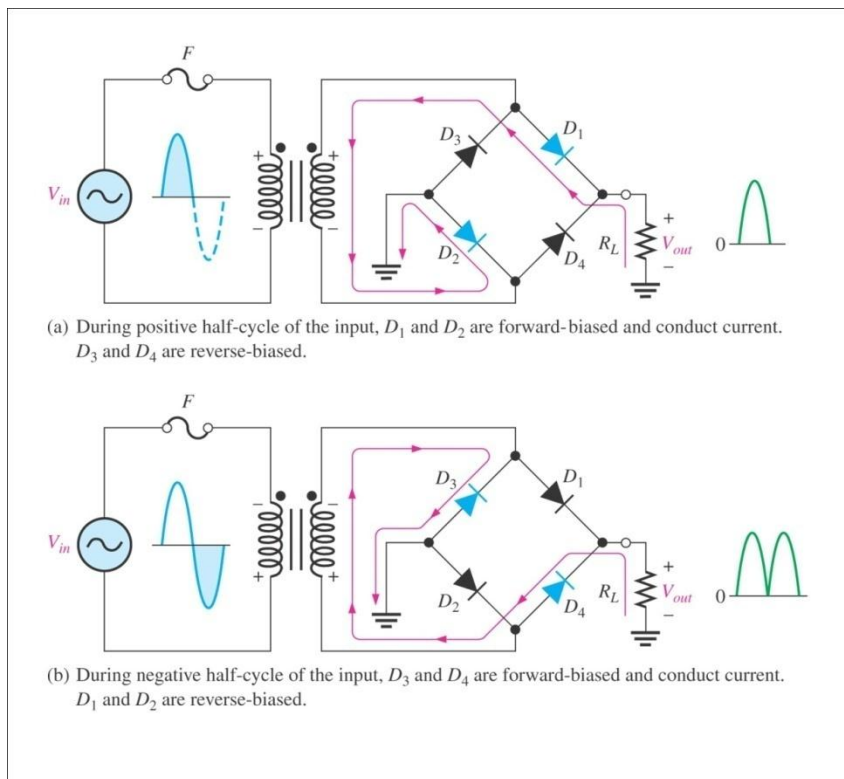 F
V_in
+
+
−
−
D_3
D_1
D_2
D_4
R_L
+
V_out
−
0
(a) During positive half-cycle of the input, D_1 and D_2 are forward-biased and conduct current.
D_3 and D_4 are reverse-biased.
F
V_in
−
−
+
+
D_3
D_1
D_2
D_4
R_L
+
V_out
−
0
(b) During negative half-cycle of the input, D_3 and D_4 are forward-biased and conduct current.
D_1 and D_2 are reverse-biased.